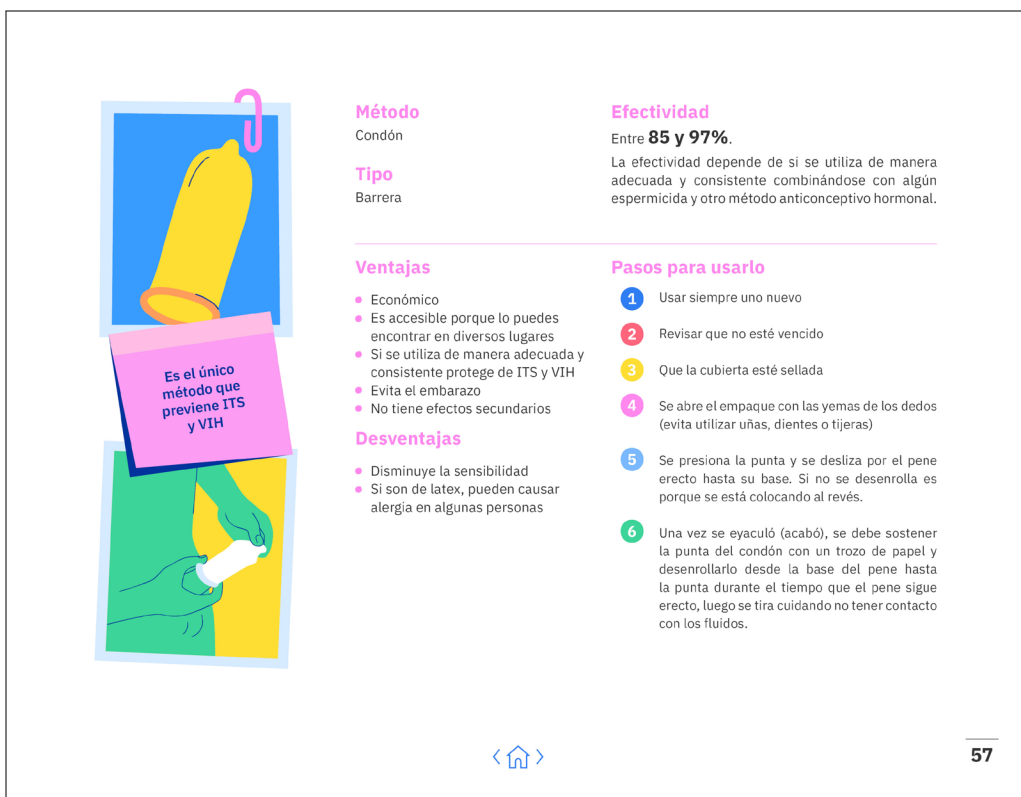 Método
Condón
Tipo
Barrera
Efectividad
Entre 85 y 97%.
La efectividad depende de si se utiliza de manera
adecuada y consistente combinándose con algún
espermicida y otro método anticonceptivo hormonal.
Es el único
método que
previene ITS
y VIH
Ventajas
Económico
Es accesible porque lo puedes
encontrar en diversos lugares
Si se utiliza de manera adecuada y
consistente protege de ITS y VIH
Evita el embarazo
No tiene efectos secundarios
Desventajas
Disminuye la sensibilidad
Si son de latex, pueden causar
alergia en algunas personas
Pasos para usarlo
1 Usar siempre uno nuevo
2 Revisar que no esté vencido
3 Que la cubierta esté sellada
4 Se abre el empaque con las yemas de los dedos
(evita utilizar uñas, dientes o tijeras)
5 Se presiona la punta y se desliza por el pene
erecto hasta su base. Si no se desenrolla es
porque se está colocando al revés.
6 Una vez se eyaculó (acabó), se debe sostener
la punta del condón con un trozo de papel y
desenrollarlo desde la base del pene hasta
la punta durante el tiempo que el pene sigue
erecto, luego se tira cuidando no tener contacto
con los fluidos.
57